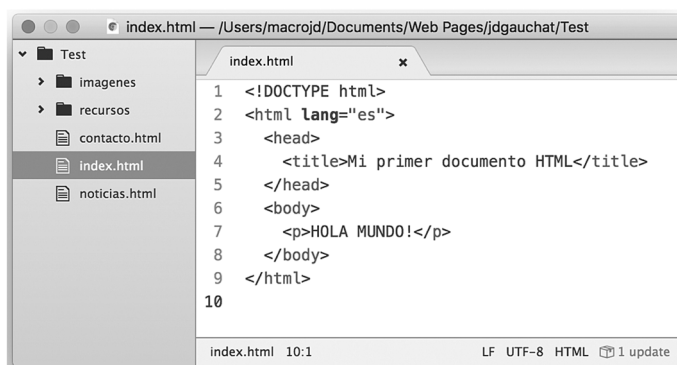 index.html — /Users/macrojd/Documents/Web Pages/jdgauchat/Test
Test
imagenes
recursos
contacto.html
index.html
noticias.html
index.html
1 <!DOCTYPE html>
2 <html lang="es">
3 <head>
4 <title>Mi primer documento HTML</title>
5 </head>
6 <body>
7 <p>HOLA MUNDO!</p>
8 </body>
9 </html>
10
index.html 10:1 LF UTF-8 HTML 1 update